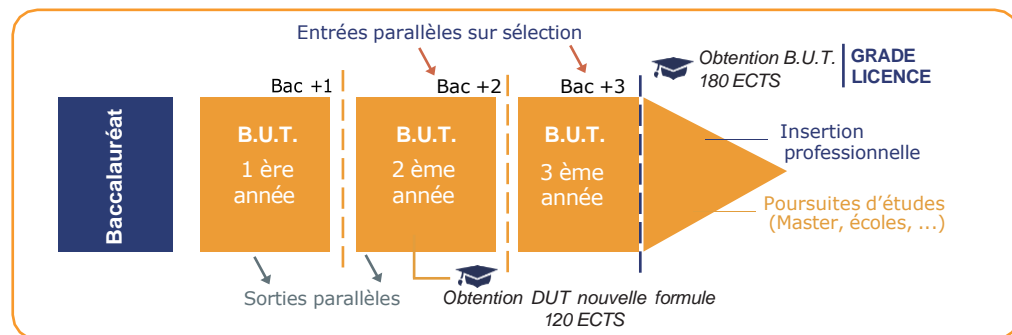 Entrées parallèles sur sélection
Obtention B.U.T.
180 ECTS
GRADE
LICENCE
Bac +1
Bac +2
Bac +3
Baccalauréat
B.U.T.
1 ère
année
B.U.T.
2 ème
année
B.U.T.
3 ème
année
Insertion
professionnelle
Poursuites d’études
(Master, écoles, ...)
Sorties parallèles
Obtention DUT nouvelle formule
120 ECTS